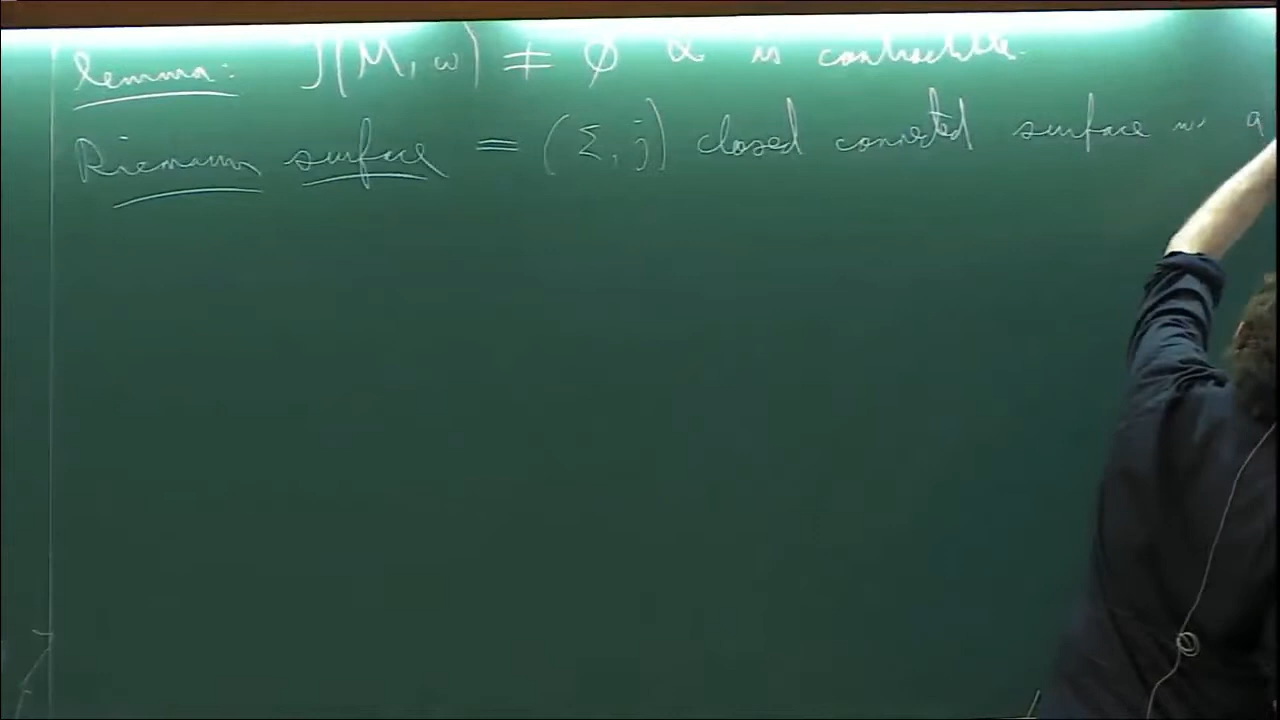 Lemma: J(M, ω) ≠ ∅ & is contractible.
Riemann surface = (Σ, j) closed connected surface w. a